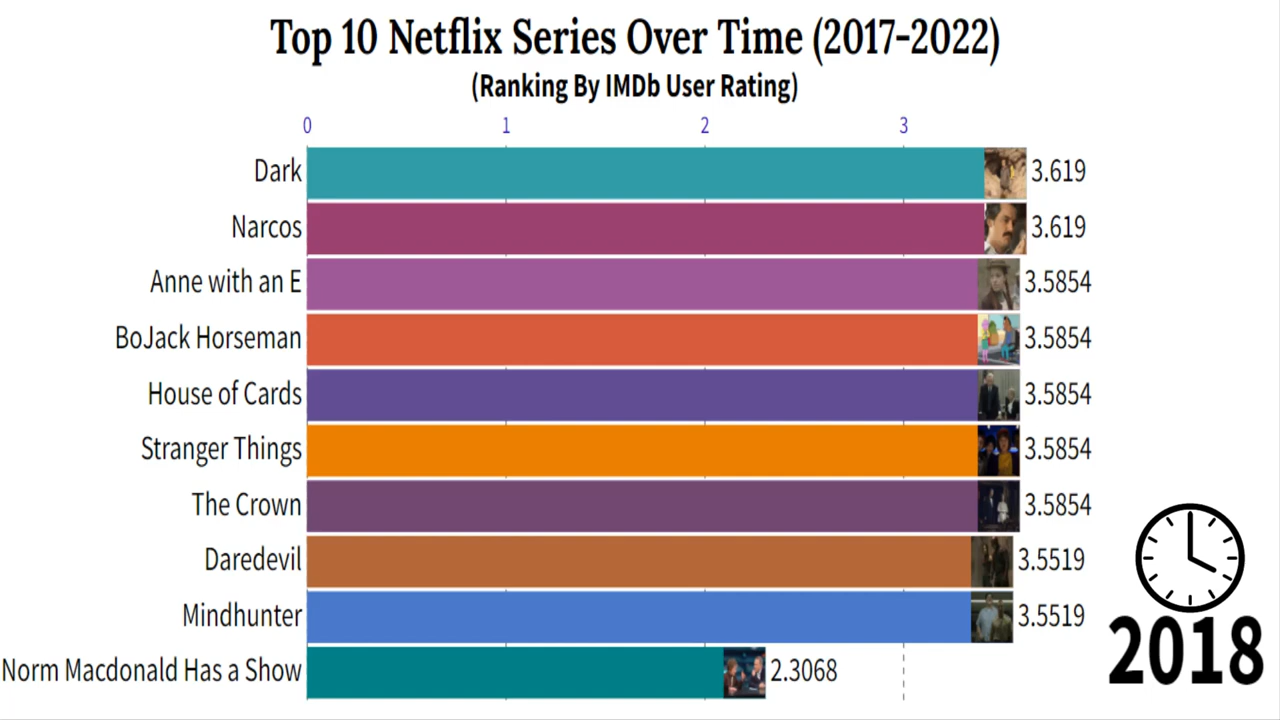 Top 10 Netflix Series Over Time (2017-2022)
(Ranking By IMDb User Rating)
0 1 2 3
Dark 3.619
Narcos 3.619
Anne with an E 3.5854
BoJack Horseman 3.5854
House of Cards 3.5854
Stranger Things 3.5854
The Crown 3.5854
Daredevil 3.5519
Mindhunter 3.5519
Norm Macdonald Has a Show 2.3068
2018